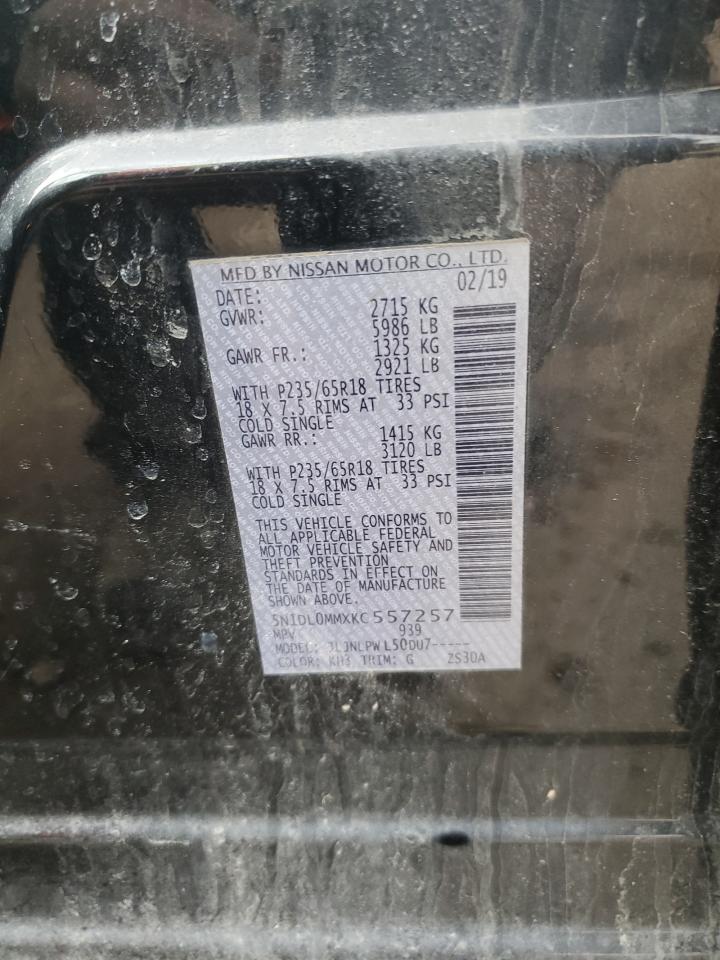 MFD BY NISSAN MOTOR CO., LTD.
DATE: 02/19
GVWR: 2715 KG
5986 LB
GAWR FR.: 1325 KG
2921 LB
WITH P235/65R18 TIRES
18 X 7.5 RIMS AT 33 PSI
COLD SINGLE
GAWR RR.: 1415 KG
3120 LB
WITH P235/65R18 TIRES
18 X 7.5 RIMS AT 33 PSI
COLD SINGLE
THIS VEHICLE CONFORMS TO
ALL APPLICABLE FEDERAL
MOTOR VEHICLE SAFETY AND
THEFT PREVENTION
STANDARDS IN EFFECT ON
THE DATE OF MANUFACTURE
SHOWN ABOVE.
5N1DL0MMXKC557257
MPV 939
MODEL:
COLOR: KH3 TRIM: G ZS30A